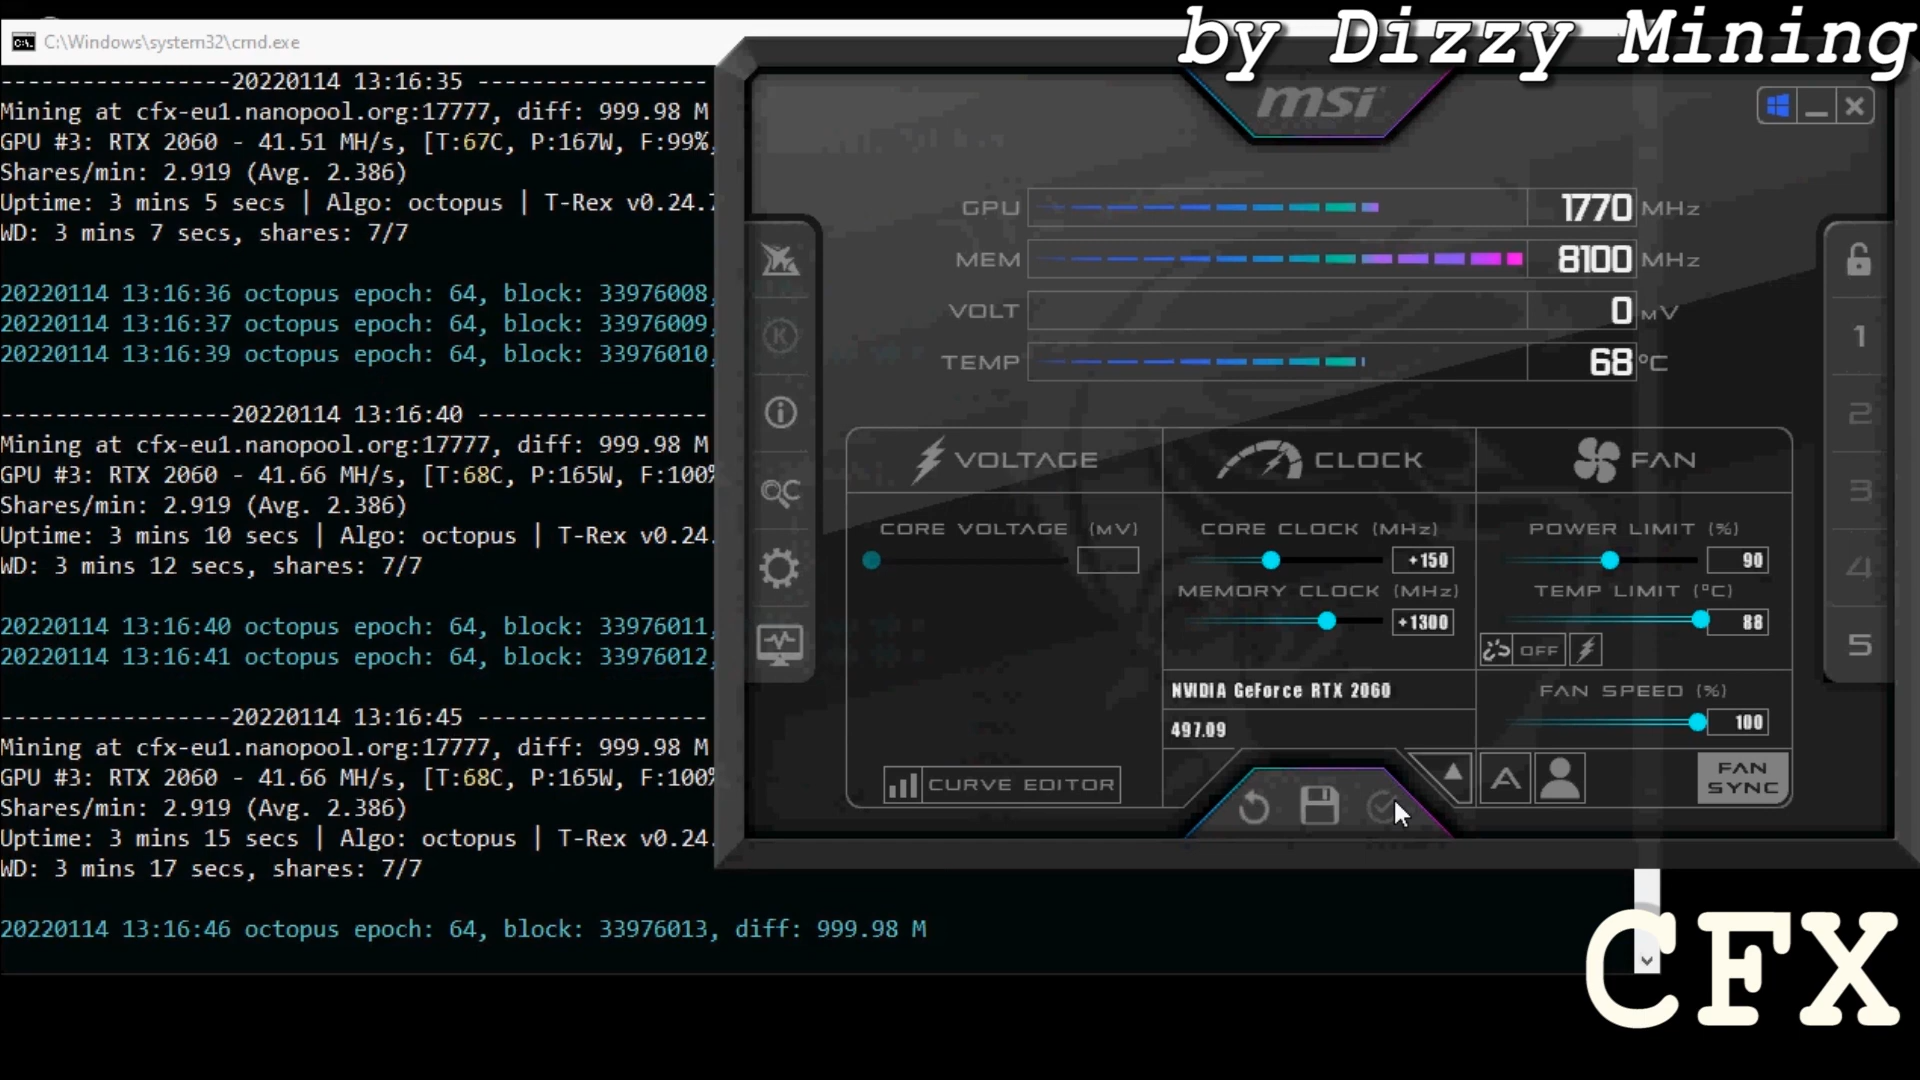 by Dizzy Mining
C:\Windows\system32\cmd.exe
-----------------20220114 13:16:35 -----------------
Mining at cfx-eu1.nanopool.org:17777, diff: 999.98 M
GPU #3: RTX 2060 - 41.51 MH/s, [T:67C, P:167W, F:99%,
Shares/min: 2.919 (Avg. 2.386)
Uptime: 3 mins 5 secs | Algo: octopus | T-Rex v0.24.7
WD: 3 mins 7 secs, shares: 7/7
20220114 13:16:36 octopus epoch: 64, block: 33976008,
20220114 13:16:37 octopus epoch: 64, block: 33976009,
20220114 13:16:39 octopus epoch: 64, block: 33976010,
-----------------20220114 13:16:40 -----------------
Mining at cfx-eu1.nanopool.org:17777, diff: 999.98 M
GPU #3: RTX 2060 - 41.66 MH/s, [T:68C, P:165W, F:100%
Shares/min: 2.919 (Avg. 2.386)
Uptime: 3 mins 10 secs | Algo: octopus | T-Rex v0.24.
WD: 3 mins 12 secs, shares: 7/7
20220114 13:16:40 octopus epoch: 64, block: 33976011,
20220114 13:16:41 octopus epoch: 64, block: 33976012,
-----------------20220114 13:16:45 -----------------
Mining at cfx-eu1.nanopool.org:17777, diff: 999.98 M
GPU #3: RTX 2060 - 41.66 MH/s, [T:68C, P:165W, F:100%
Shares/min: 2.919 (Avg. 2.386)
Uptime: 3 mins 15 secs | Algo: octopus | T-Rex v0.24.
WD: 3 mins 17 secs, shares: 7/7
20220114 13:16:46 octopus epoch: 64, block: 33976013, diff: 999.98 M
msi
GPU 1770 MHz
MEM 8100 MHz
VOLT 0 mV
TEMP 68 °C
K
i
OC
1
2
3
4
5
VOLTAGE
CORE VOLTAGE (MV)
CURVE EDITOR
CLOCK
CORE CLOCK (MHz)
+150
MEMORY CLOCK (MHz)
+1300
NVIDIA GeForce RTX 2060
497.09
FAN
POWER LIMIT (%)
90
TEMP LIMIT (°C)
88
OFF
FAN SPEED (%)
100
A
FAN
SYNC
CFX